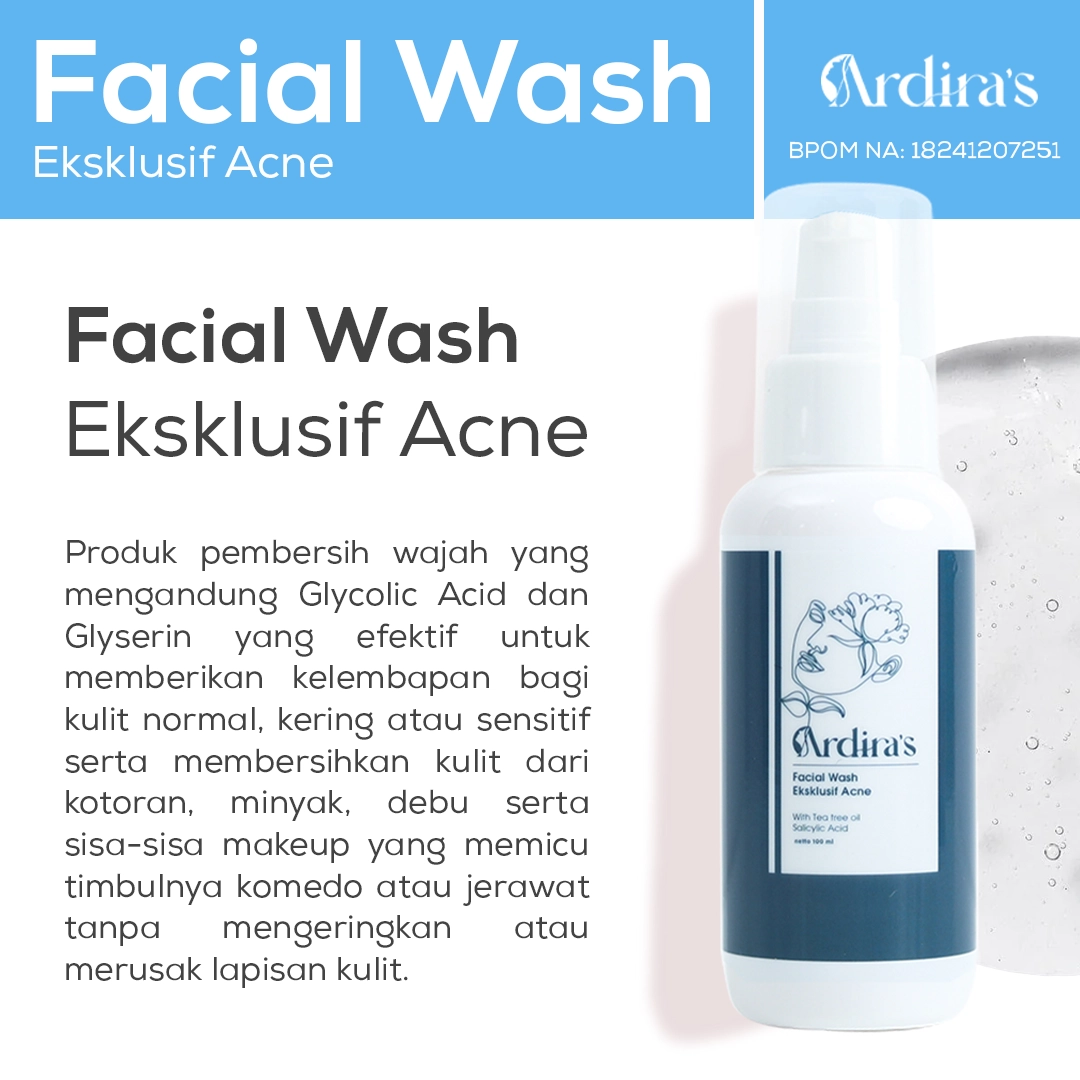 Facial Wash
Eksklusif Acne
Ardira's
BPOM NA: 18241207251
Facial Wash
Eksklusif Acne
Produk pembersih wajah yang
mengandung Glycolic Acid dan
Glyserin yang efektif untuk
memberikan kelembapan bagi
kulit normal, kering atau sensitif
serta membersihkan kulit dari
kotoran, minyak, debu serta
sisa-sisa makeup yang memicu
timbulnya komedo atau jerawat
tanpa mengeringkan atau
merusak lapisan kulit.
Ardira's
Facial Wash
Eksklusif Acne
With Tea tree oil
Salicylic Acid
netto 100 ml